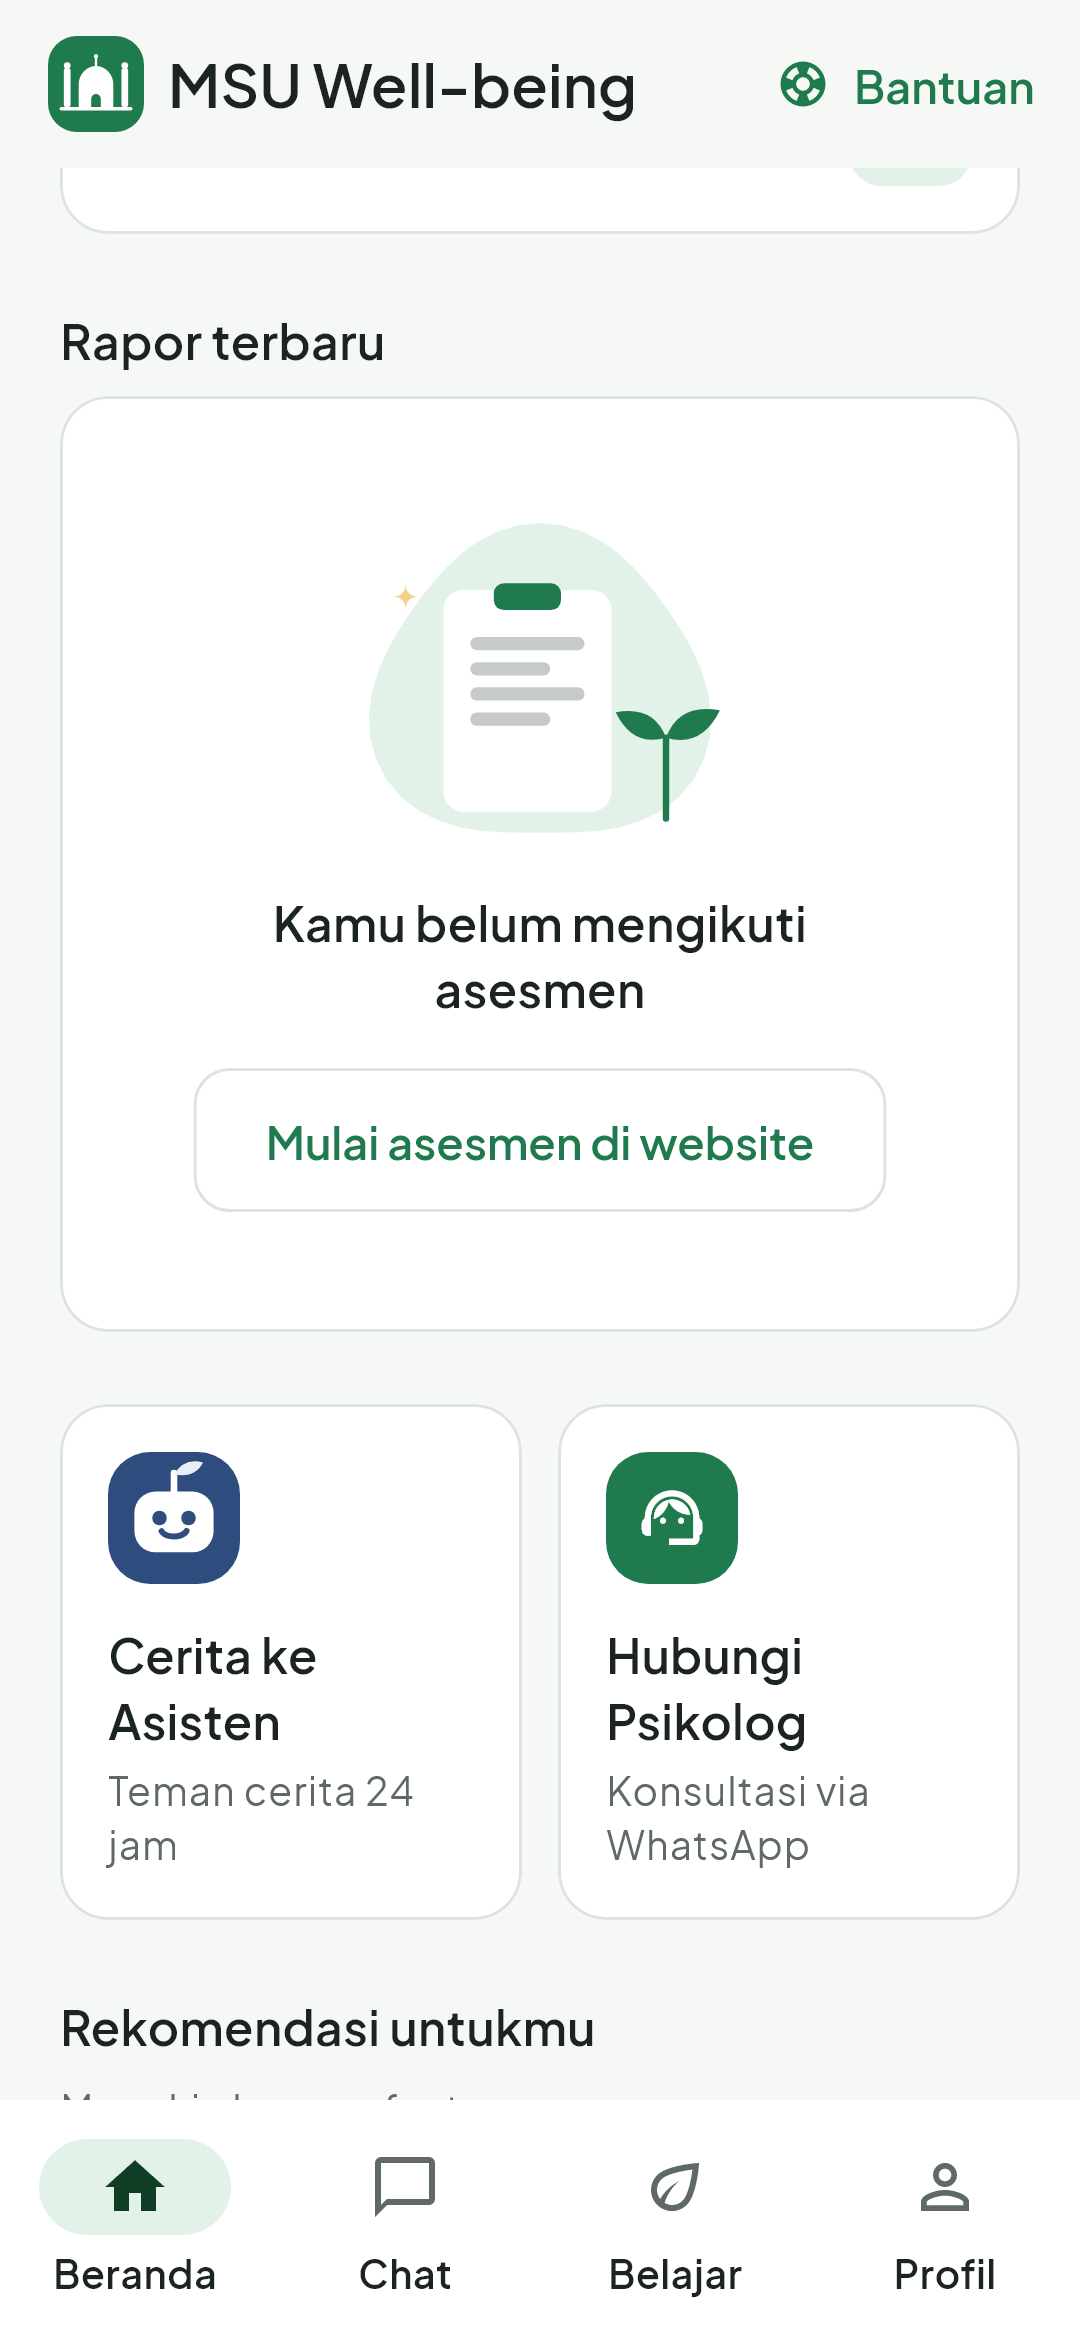 MSU Well-being
Bantuan
Rapor terbaru
Kamu belum mengikuti
asesmen
Mulai asesmen di website
Cerita ke
Asisten
Teman cerita 24
jam
Hubungi
Psikolog
Konsultasi via
WhatsApp
Rekomendasi untukmu
Beranda
Chat
Belajar
Profil